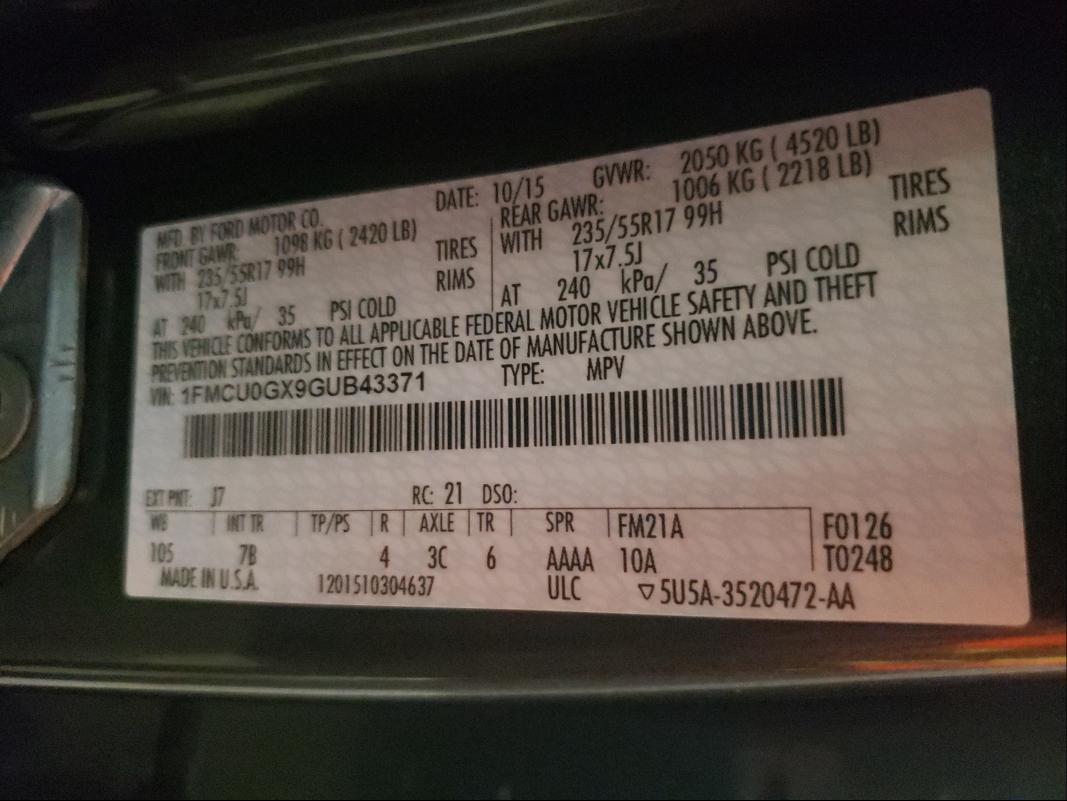 MFD. BY FORD MOTOR CO.
DATE: 10/15 GVWR: 2050 KG ( 4520 LB)
FRONT GAWR: 1098 KG ( 2420 LB)
WITH 235/55R17 99H TIRES
17x7.5J RIMS
AT 240 kPa/ 35 PSI COLD
REAR GAWR: 1006 KG ( 2218 LB)
WITH 235/55R17 99H TIRES
17x7.5J RIMS
AT 240 kPa/ 35 PSI COLD
THIS VEHICLE CONFORMS TO ALL APPLICABLE FEDERAL MOTOR VEHICLE SAFETY AND THEFT
PREVENTION STANDARDS IN EFFECT ON THE DATE OF MANUFACTURE SHOWN ABOVE.
VIN: 1FMCU0GX9GUB43371 TYPE: MPV
EXT PNT: J7 RC: 21 DSO:
WB INT TR TP/PS R AXLE TR SPR FM21A F0126
105 7B 4 3C 6 AAAA 10A T0248
MADE IN U.S.A. 1201510304637 ULC ▽5U5A-3520472-AA